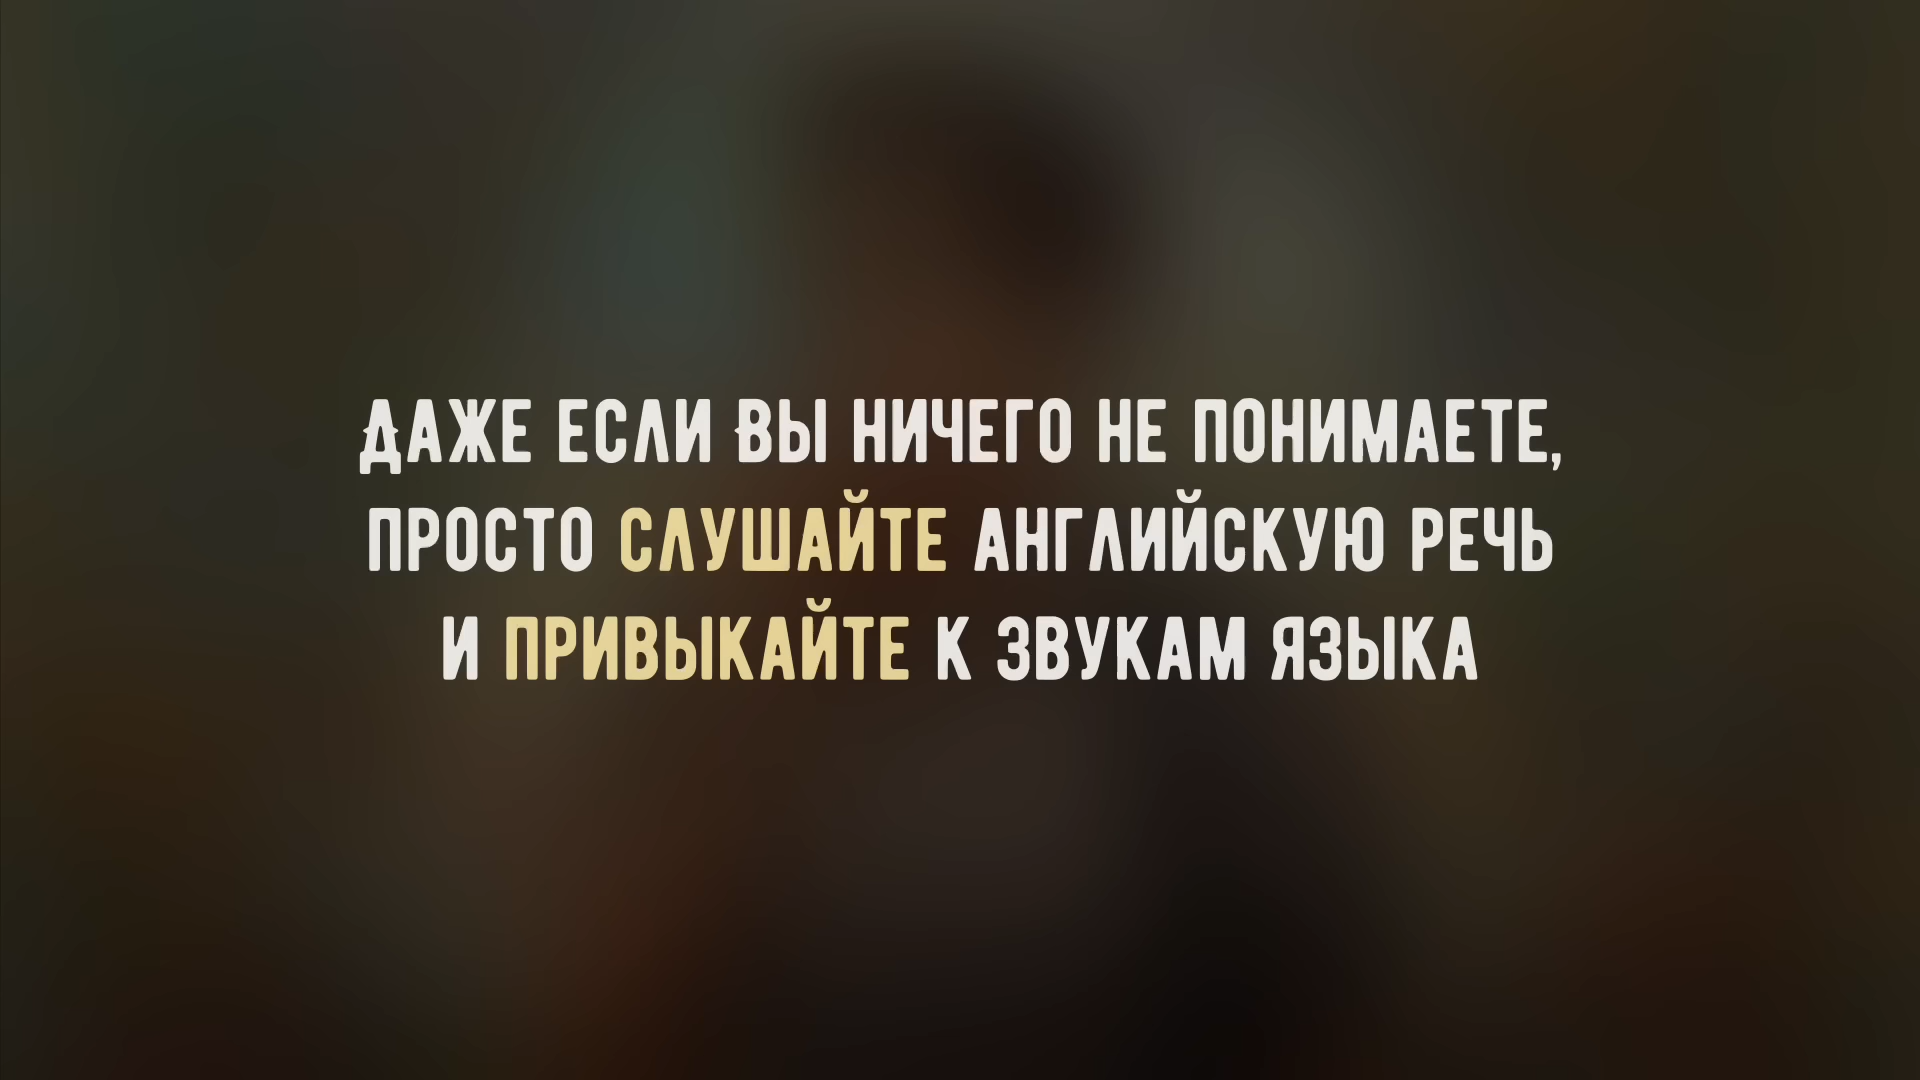 Даже если Вы ничего не понимаете,
просто слушайте английскую речь
и привыкайте к звукам языка